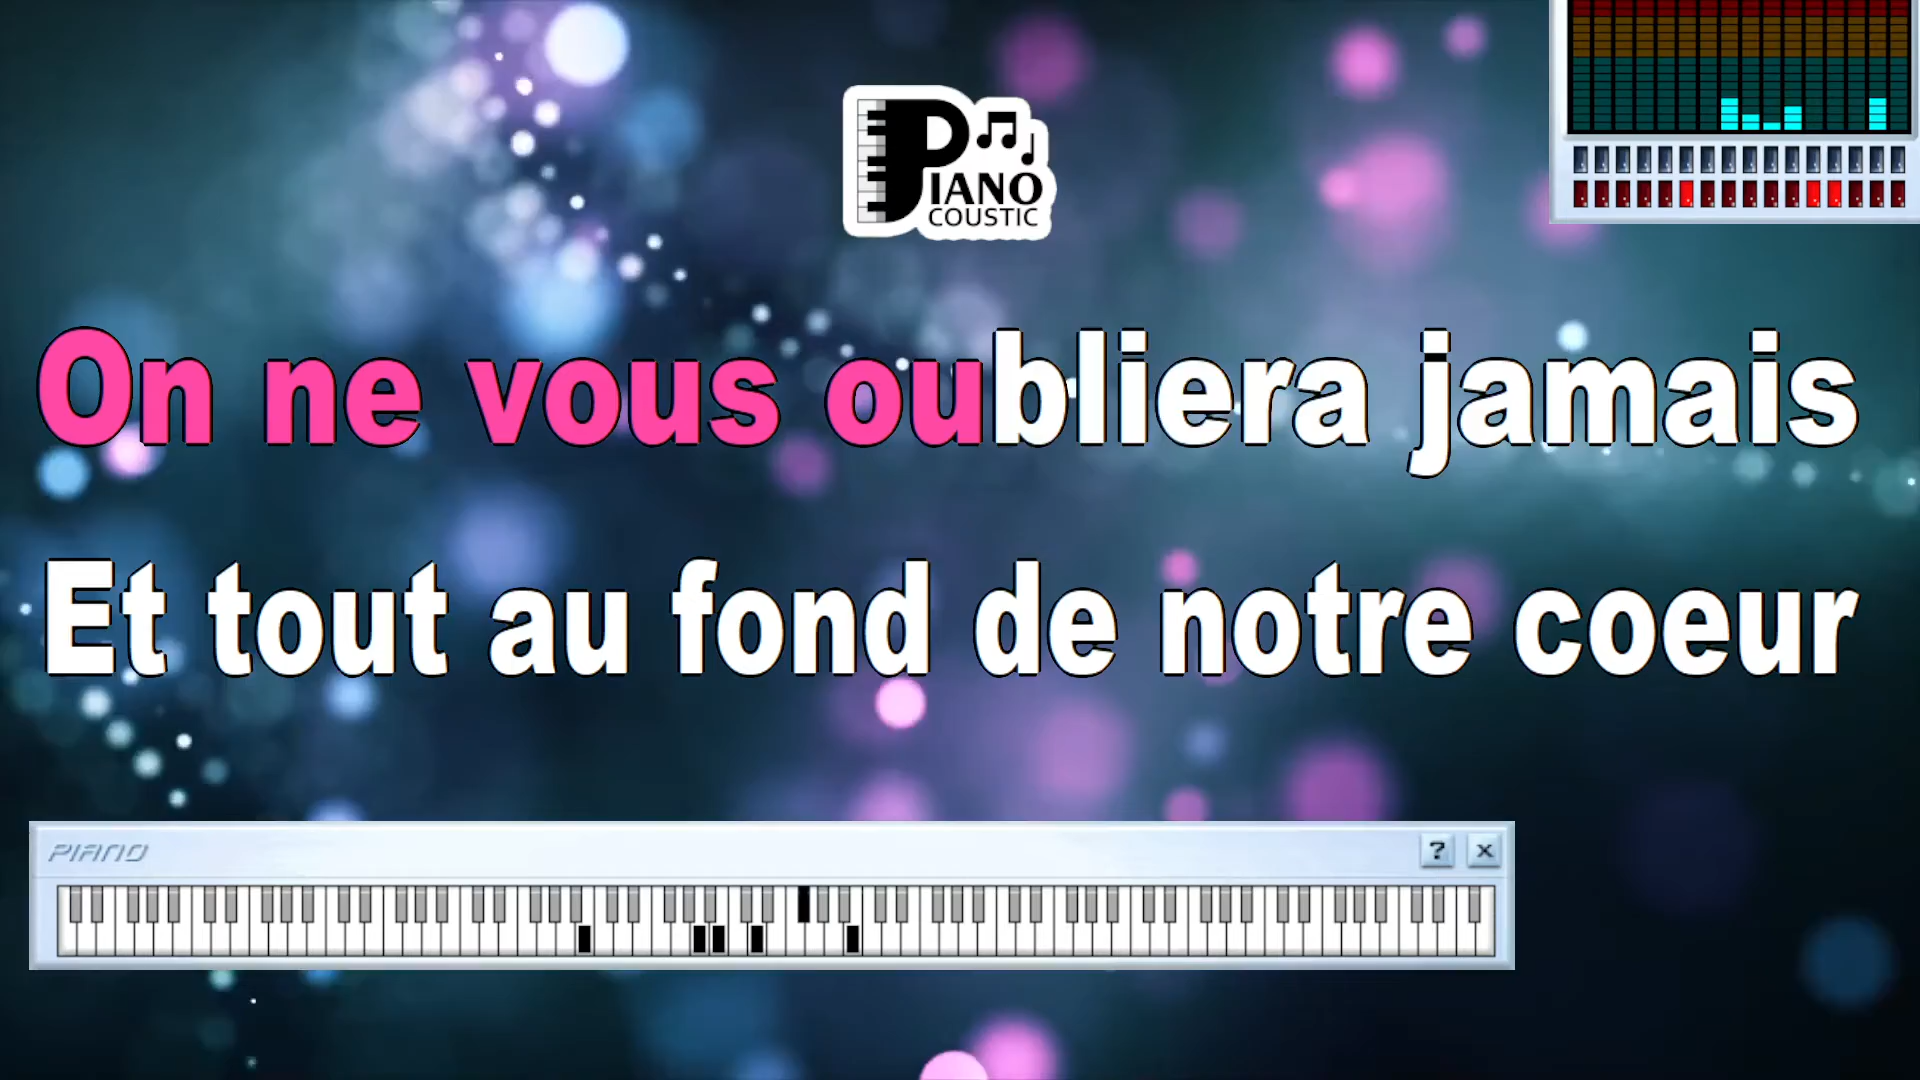 PIANO
COUSTIC
On ne vous oubliera jamais
Et tout au fond de notre coeur
PIANO
? x